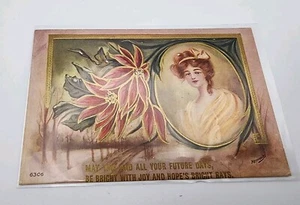 MAY AND ALL YOUR FUTURE DAYS,
BE BRIGHT WITH JOY AND HOPE'S BRIGHT RAYS.
6306